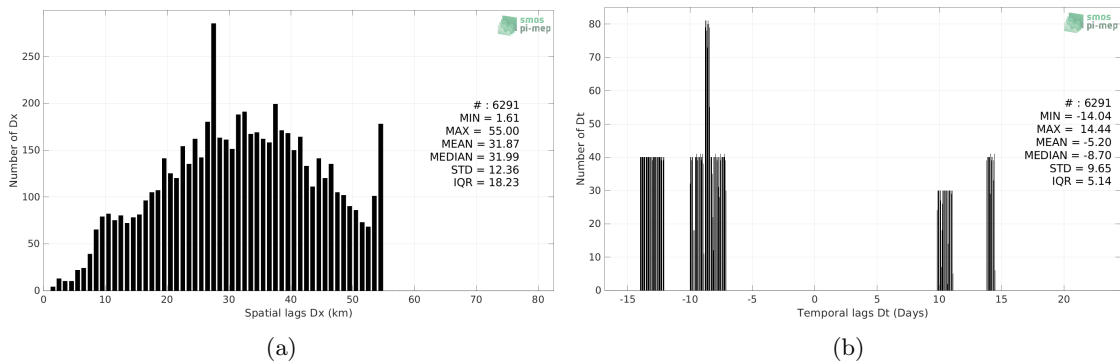 smos
pi-mep
Number of Dx
250
200
150
100
50
0
# : 6291
MIN = 1.61
MAX = 55.00
MEAN = 31.87
MEDIAN = 31.99
STD = 12.36
IQR = 18.23
0 10 20 30 40 50 60 70 80
Spatial lags Dx (km)
(a)
smos
pi-mep
Number of Dt
80
70
60
50
40
30
20
10
0
# : 6291
MIN = -14.04
MAX = 14.44
MEAN = -5.20
MEDIAN = -8.70
STD = 9.65
IQR = 5.14
-15 -10 -5 0 5 10 15 20
Temporal lags Dt (Days)
(b)